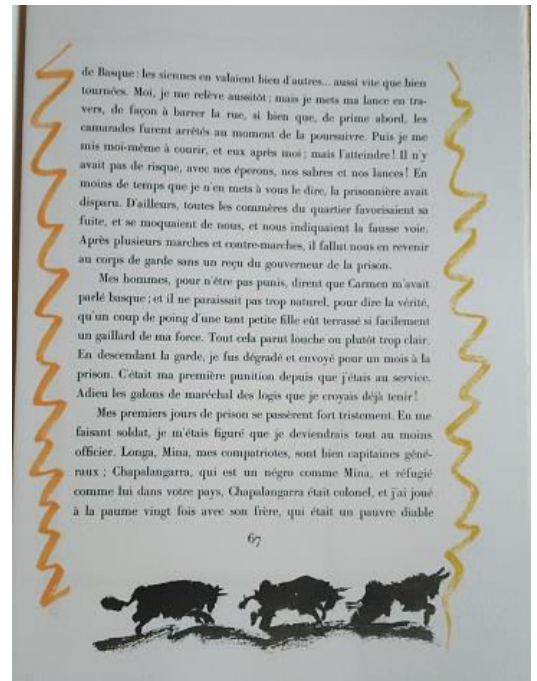 de Basque : les siennes en valaient bien d'autres... aussi vite que bien
tournées. Moi, je me relève aussitôt ; mais je mets ma lance en tra-
vers, de façon à barrer la rue, si bien que, de prime abord, les
camarades furent arrêtés au moment de la poursuivre. Puis je me
mis moi-même à courir, et eux après moi ; mais l'atteindre ! Il n'y
avait pas de risque, avec nos éperons, nos sabres et nos lances ! En
moins de temps que je n'en mets à vous le dire, la prisonnière avait
disparu. D'ailleurs, toutes les commères du quartier favorisaient sa
fuite, et se moquaient de nous, et nous indiquaient la fausse voie.
Après plusieurs marches et contre-marches, il fallut nous en revenir
au corps de garde sans un reçu du gouverneur de la prison.
Mes hommes, pour n'être pas punis, dirent que Carmen m'avait
parlé basque ; et il ne paraissait pas trop naturel, pour dire la vérité,
qu'un coup de poing d'une tant petite fille eût terrassé si facilement
un gaillard de ma force. Tout cela parut louche ou plutôt trop clair.
En descendant la garde, je fus dégradé et envoyé pour un mois à la
prison. C'était ma première punition depuis que j'étais au service.
Adieu les galons de maréchal des logis que je croyais déjà tenir !
Mes premiers jours de prison se passèrent fort tristement. En me
faisant soldat, je m'étais figuré que je deviendrais tout au moins
officier. Longa, Mina, mes compatriotes, sont bien capitaines géné-
raux ; Chapalangarra, qui est un négro comme Mina, et réfugié
comme lui dans votre pays, Chapalangarra était colonel, et j'ai joué
à la paume vingt fois avec son frère, qui était un pauvre diable
67